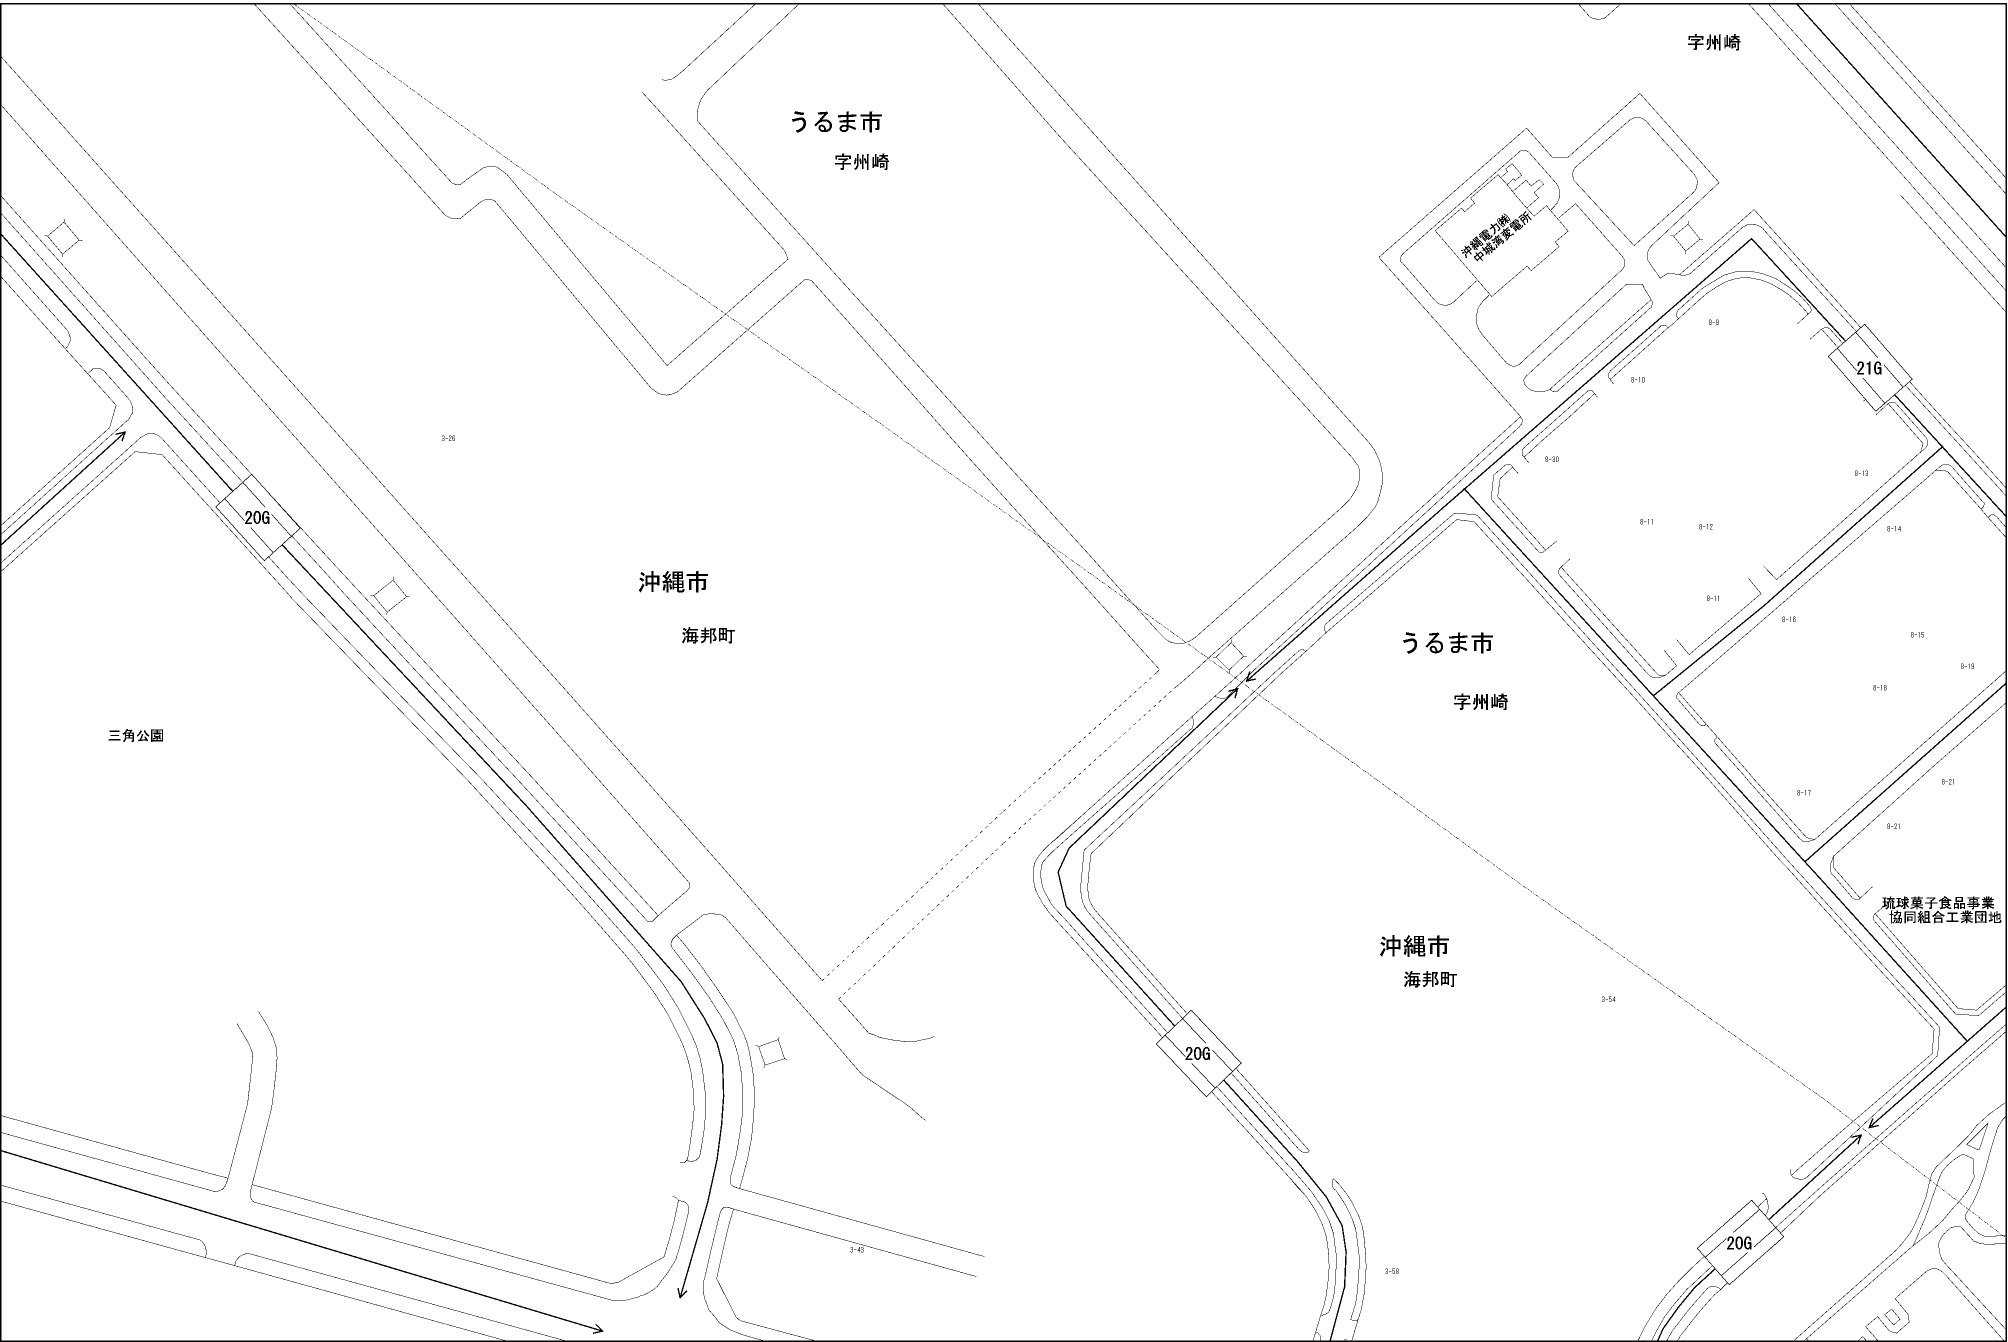 字州崎
うるま市
字州崎
沖縄電力㈱
中城湾変電所
8-9
21G
8-10
3-26
8-30
8-13
20G
8-11
8-12
8-14
沖縄市
海邦町
8-11
8-16
8-15
うるま市
字州崎
8-19
8-18
三角公園
8-21
8-17
8-21
琉球菓子食品事業
協同組合工業団地
沖縄市
海邦町
3-54
20G
20G
3-43
3-58